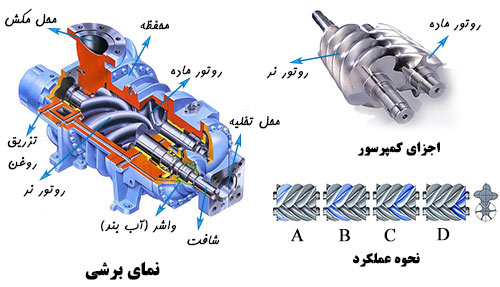 محل مکش
محفظه
روتور ماده
محل تخلیه
تزریق
روغن
روتور نر
واشر (آب بند)
شافت
نمای برشی
روتور ماده
روتور نر
اجزای کمپرسور
A B C D
نحوه عملکرد